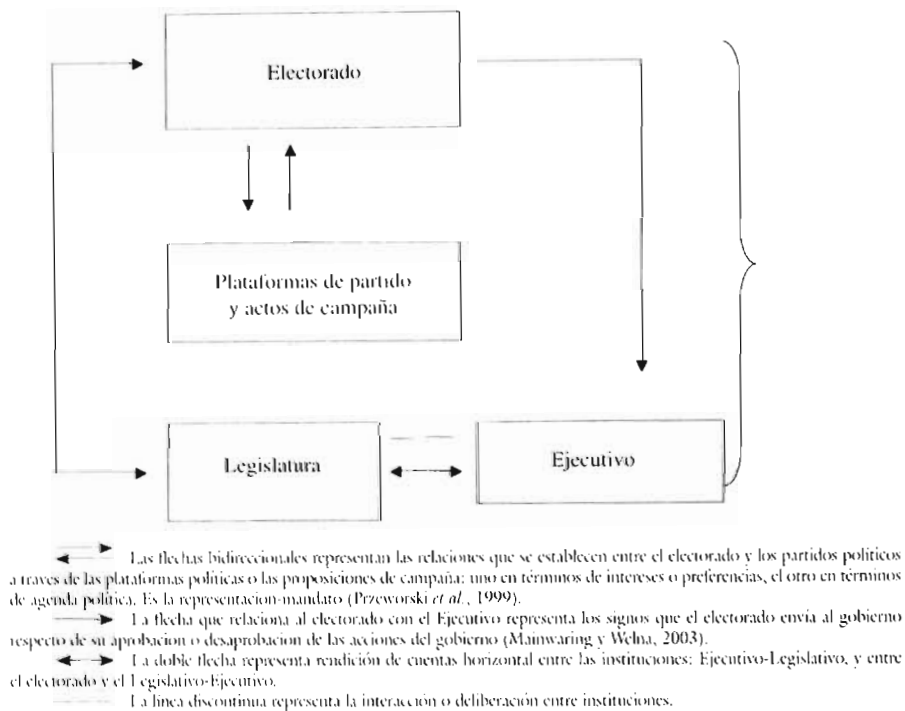 Electorado
Plataformas de partido
y actos de campaña
Legislatura
Ejecutivo
Las flechas bidireccionales representan las relaciones que se establecen entre el electorado y los partidos políticos
a traves de las plataformas políticas o las proposiciones de campaña: uno en términos de intereses o preferencias, el otro en términos
de agenda política. Es la representacion-mandato (Przeworski et al., 1999).
La flecha que relaciona al electorado con el Ejecutivo representa los signos que el electorado envía al gobierno
respecto de su aprobacion o desaprobacion de las acciones del gobierno (Mainwaring y Welna, 2003).
La doble flecha representa rendición de cuentas horizontal entre las instituciones: Ejecutivo-Legislativo, y entre
el electorado y el Legislativo-Ejecutivo.
La línea discontinua representa la interacción o deliberación entre instituciones.